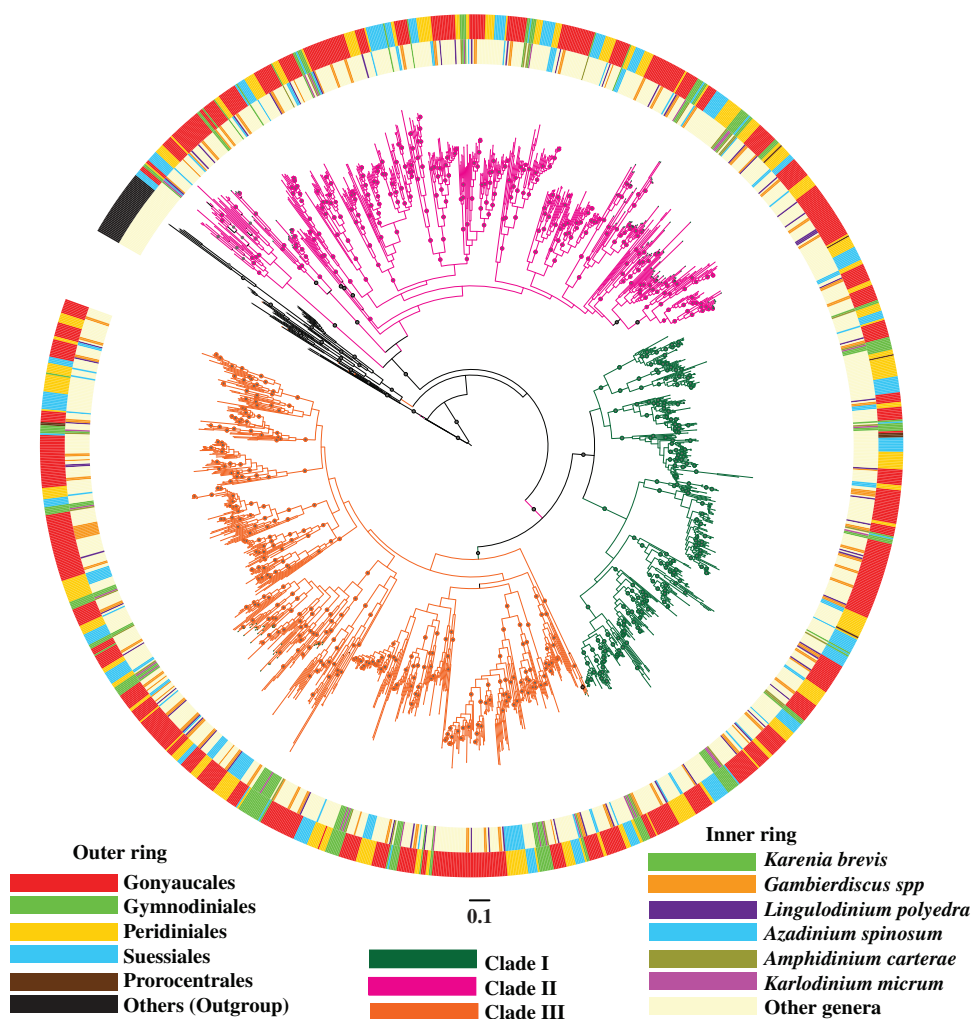 Outer ring
Gonyaucales
Gymnodiniales
Peridiniales
Suessiales
Prorocentrales
Others (Outgroup)
0.1
Clade I
Clade II
Clade III
Inner ring
Karenia brevis
Gambierdiscus spp
Lingulodinium polyedra
Azadinium spinosum
Amphidinium carterae
Karlodinium micrum
Other genera